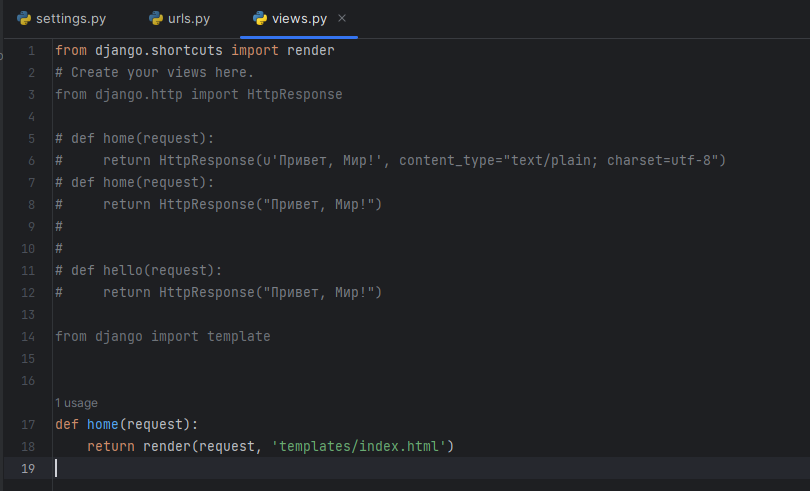 settings.py urls.py views.py
1 from django.shortcuts import render
2 # Create your views here.
3 from django.http import HttpResponse
4
5 # def home(request):
6 #     return HttpResponse(u'Привет, Мир!', content_type="text/plain; charset=utf-8")
7 # def home(request):
8 #     return HttpResponse("Привет, Мир!")
9 #
10 #
11 # def hello(request):
12 #     return HttpResponse("Привет, Мир!")
13
14 from django import template
15
16
1 usage
17 def home(request):
18     return render(request, 'templates/index.html')
19